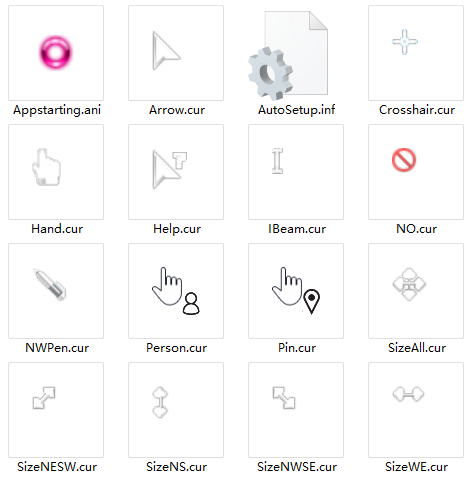 Appstarting.ani Arrow.cur AutoSetup.inf Crosshair.cur
Hand.cur Help.cur IBeam.cur NO.cur
NWPen.cur Person.cur Pin.cur SizeAll.cur
SizeNESW.cur SizeNS.cur SizeNWSE.cur SizeWE.cur